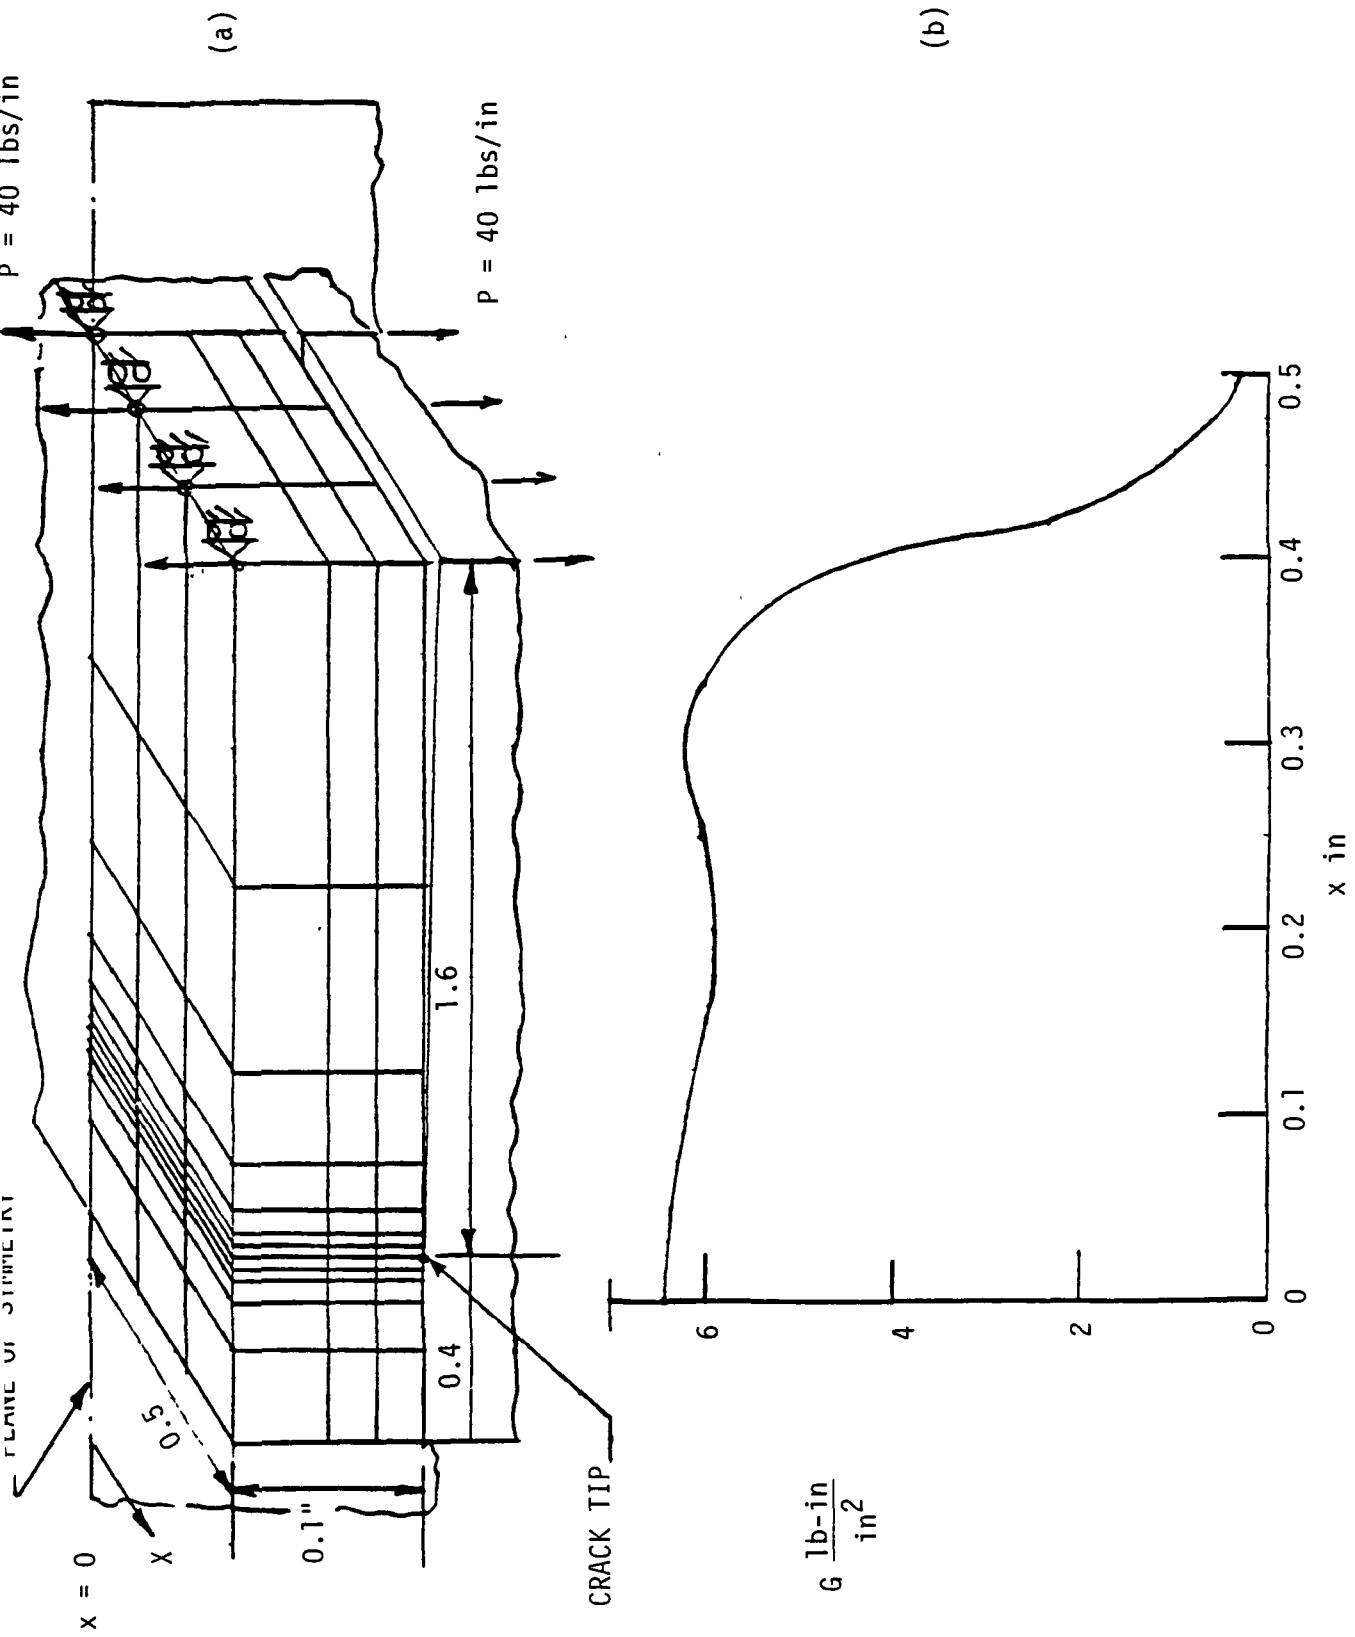 P = 40 lbs/in
(a)
PLANE OF SYMMETRY
x = 0
X
0.5
0.1"
0.4
1.6
P = 40 lbs/in
CRACK TIP
(b)
G lb-in
in2
6
4
2
0
0
0.1
0.2
0.3
0.4
0.5
x in